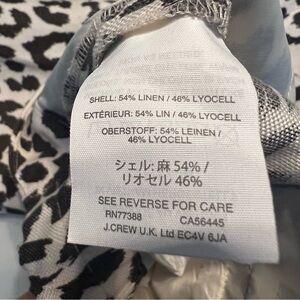 SHELL: 54% LINEN / 46% LYOCELL
EXTÉRIEUR: 54% LIN / 46% LYOCELL
OBERSTOFF: 54% LEINEN /
46% LYOCELL
シェル: 麻 54% /
リオセル 46%
SEE REVERSE FOR CARE
RN77388 CA56445
J.CREW U.K. Ltd EC4V 6JA